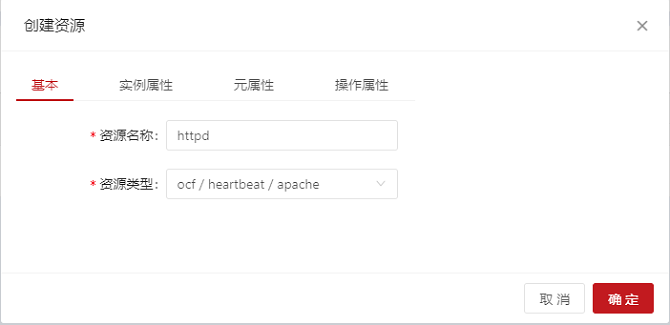 创建资源
基本 实例属性 元属性 操作属性
* 资源名称： httpd
* 资源类型： ocf / heartbeat / apache
取 消 确 定